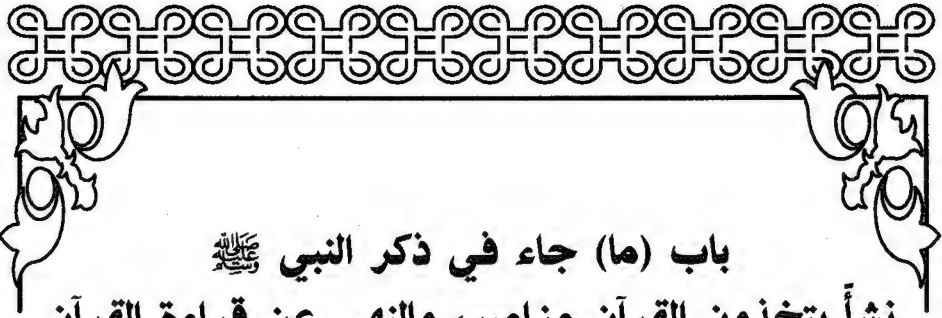 باب (ما) جاء في ذكر النبي ﷺ
نشأً يتخذون القرآن مزامير، والنهي عن قراءة القرآن